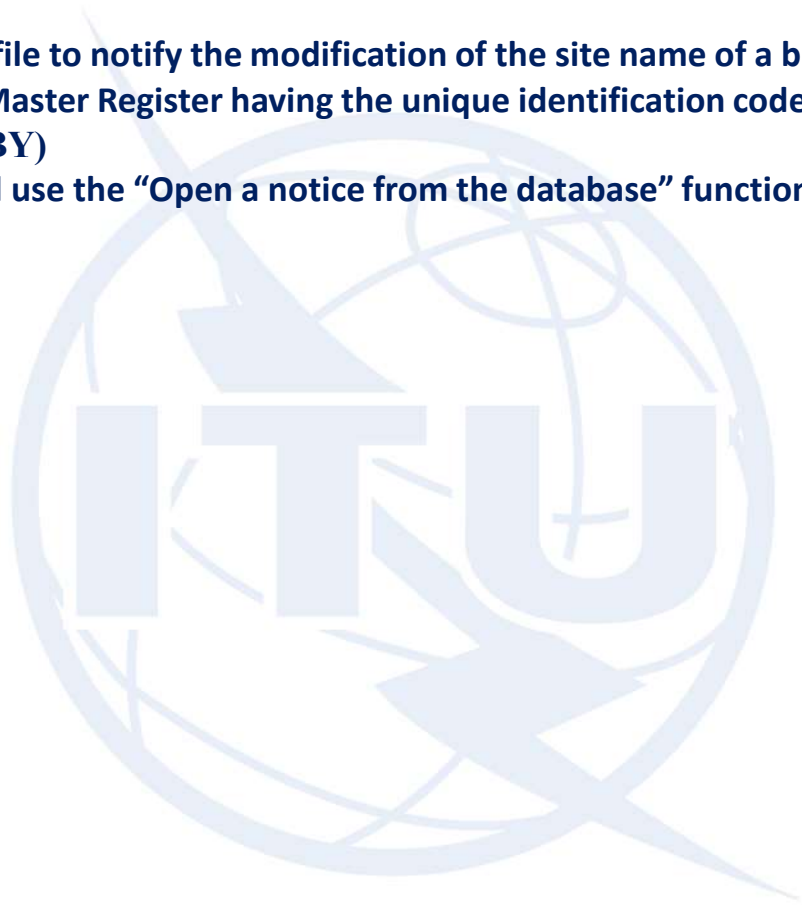 file to notify the modification of the site name of a b
Master Register having the unique identification code
BY)
l use the “Open a notice from the database” function
ITU